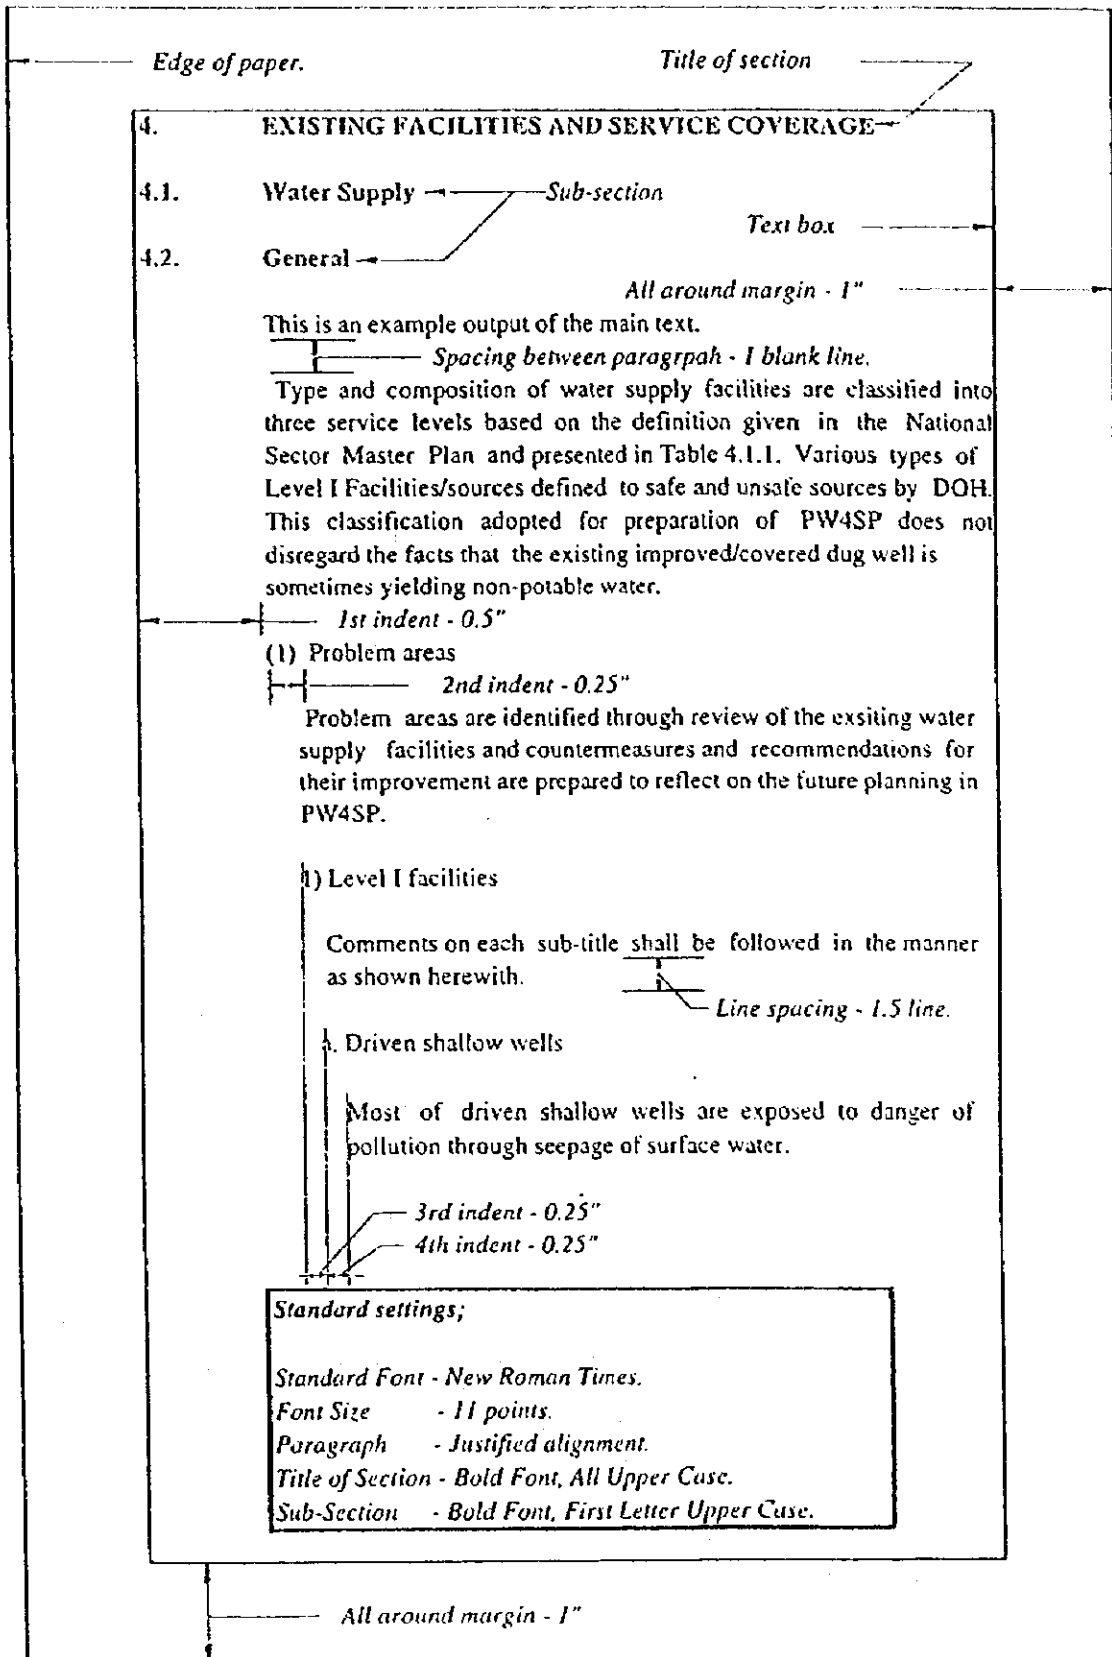 Edge of paper.
Title of section
4. EXISTING FACILITIES AND SERVICE COVERAGE
4.1. Water Supply
Sub-section
Text box
4.2. General
All around margin - 1"
This is an example output of the main text.
Spacing between paragrpah - 1 blank line.
Type and composition of water supply facilities are classified into
three service levels based on the definition given in the National
Sector Master Plan and presented in Table 4.1.1. Various types of
Level I Facilities/sources defined to safe and unsafe sources by DOH.
This classification adopted for preparation of PW4SP does not
disregard the facts that the existing improved/covered dug well is
sometimes yielding non-potable water.
1st indent - 0.5"
(1) Problem areas
2nd indent - 0.25"
Problem areas are identified through review of the exsiting water
supply facilities and countermeasures and recommendations for
their improvement are prepared to reflect on the future planning in
PW4SP.
1) Level I facilities
Comments on each sub-title shall be followed in the manner
as shown herewith.
Line spacing - 1.5 line.
. Driven shallow wells
Most of driven shallow wells are exposed to danger of
pollution through seepage of surface water.
3rd indent - 0.25"
4th indent - 0.25"
Standard settings;
Standard Font - New Roman Times.
Font Size - 11 points.
Paragraph - Justified alignment.
Title of Section - Bold Font, All Upper Case.
Sub-Section - Bold Font, First Letter Upper Case.
All around margin - 1"